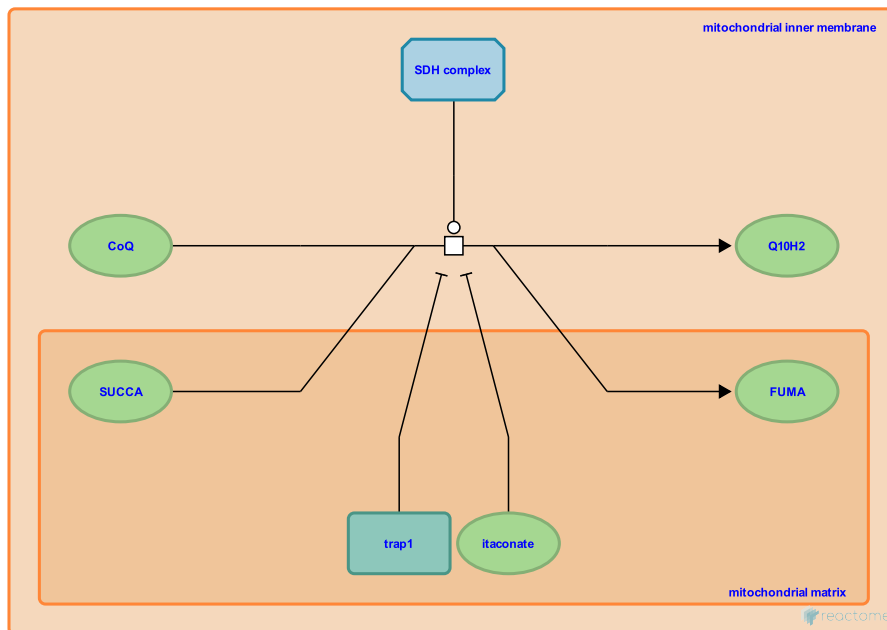 mitochondrial inner membrane
SDH complex
CoQ
Q10H2
SUCCA
FUMA
trap1
itaconate
mitochondrial matrix
reactome